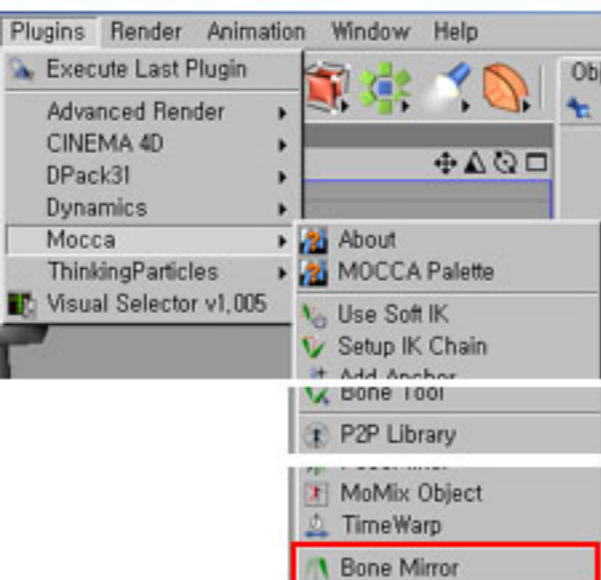 Plugins Render Animation Window Help
Execute Last Plugin
Obj
Advanced Render
CINEMA 4D
DPack31
Dynamics
Mocca
ThinkingParticles
Visual Selector v1,005
About
MOCCA Palette
Use Soft IK
Setup IK Chain
Add Anchor
Bone Tool
P2P Library
MoMix Object
TimeWarp
Bone Mirror